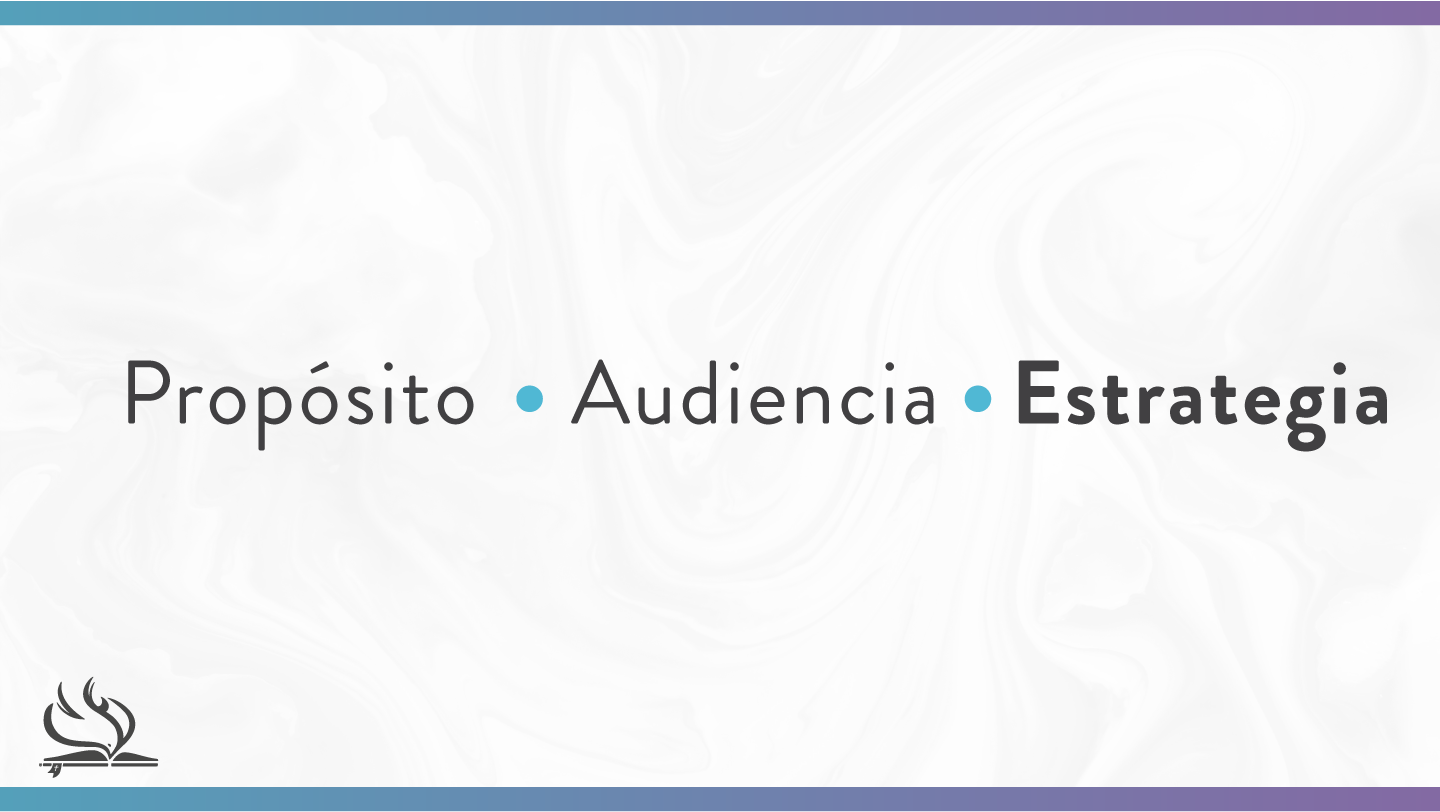 Propósito • Audiencia • Estrategia